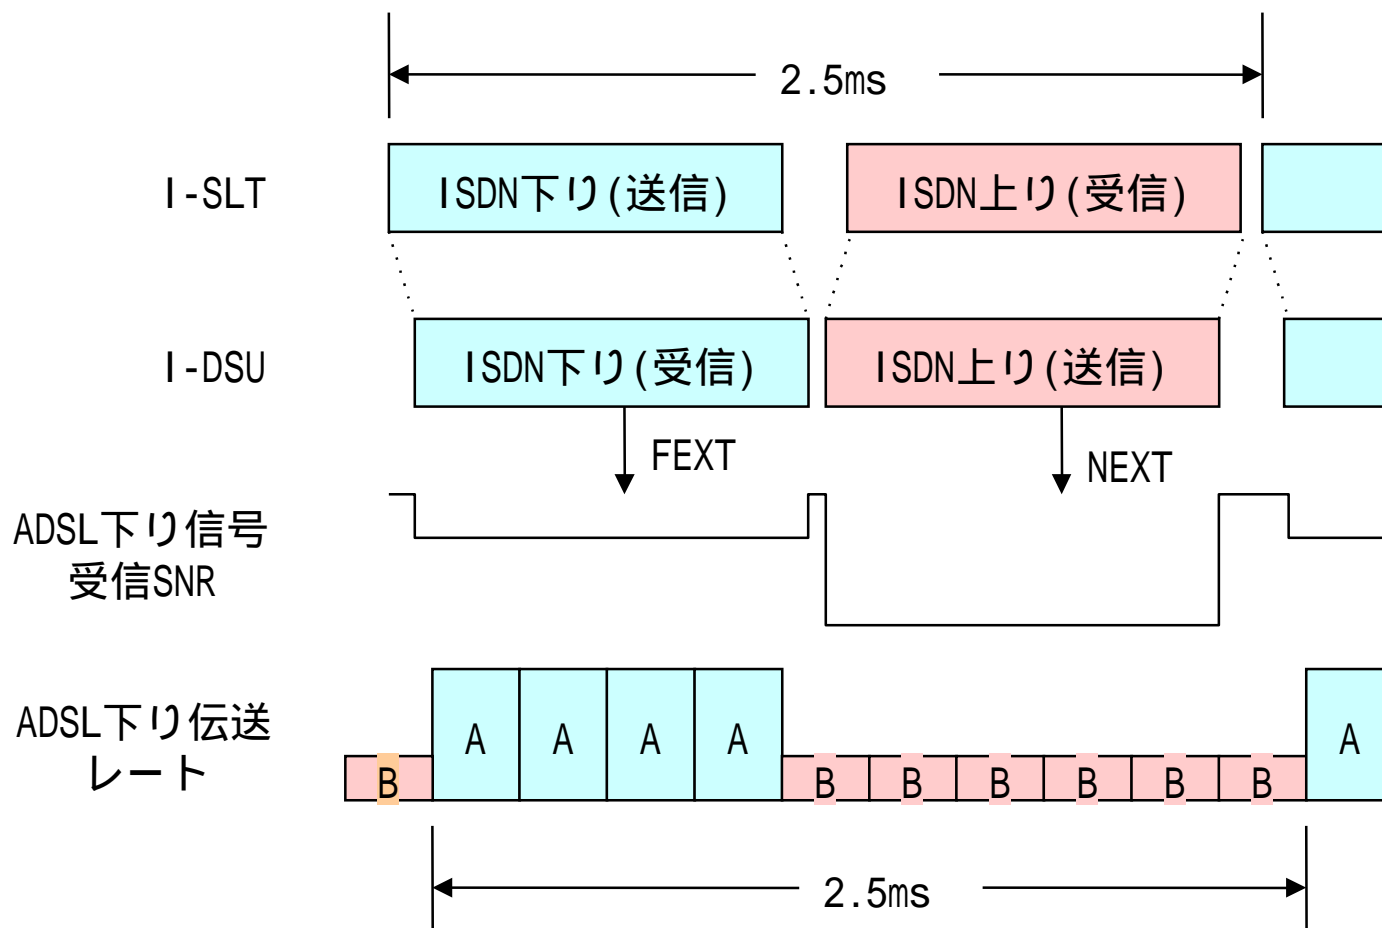 2.5ms
I-SLT
ISDN下り(送信)
ISDN上り(受信)
I-DSU
ISDN下り(受信)
ISDN上り(送信)
FEXT
NEXT
ADSL下り信号
受信SNR
ADSL下り伝送
レート
B
A
A
A
A
B
B
B
B
B
B
A
2.5ms